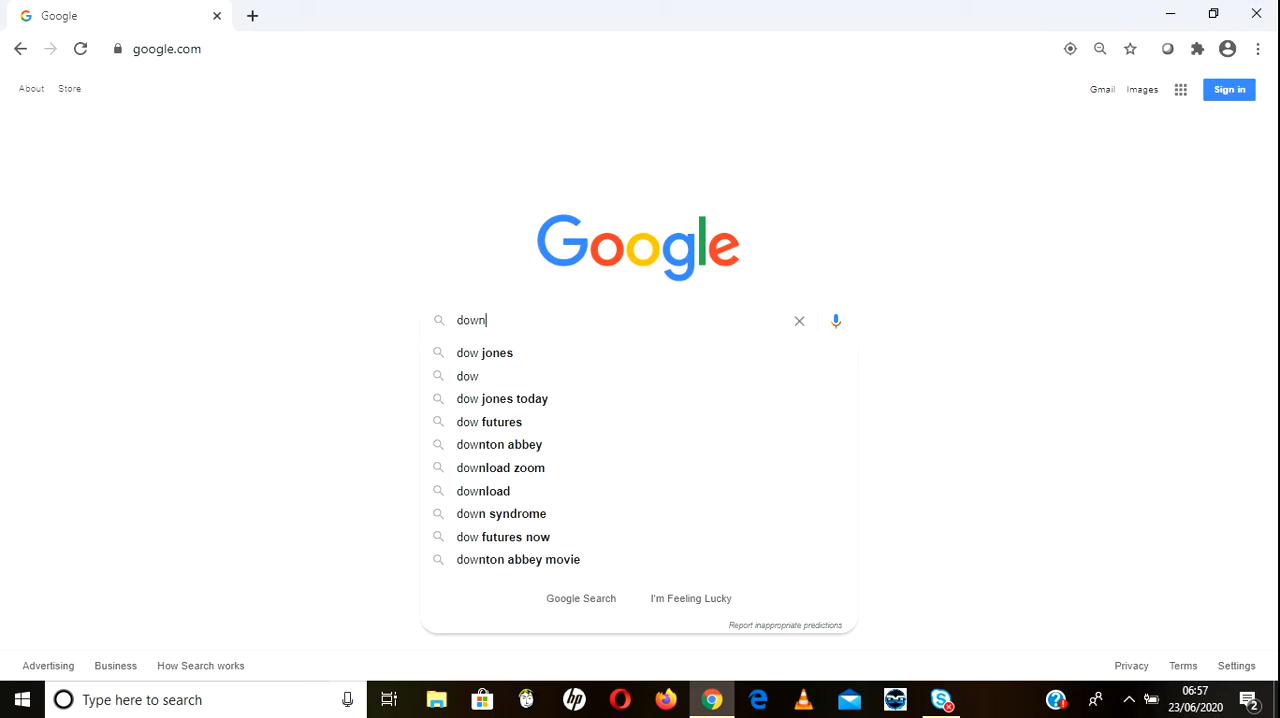 Google
google.com
About Store
Gmail Images Sign in
Google
down
dow jones
dow
dow jones today
dow futures
downton abbey
download zoom
download
down syndrome
dow futures now
downton abbey movie
Google Search I'm Feeling Lucky
Report inappropriate predictions
Advertising Business How Search works
Privacy Terms Settings
Type here to search
06:57
23/06/2020
2